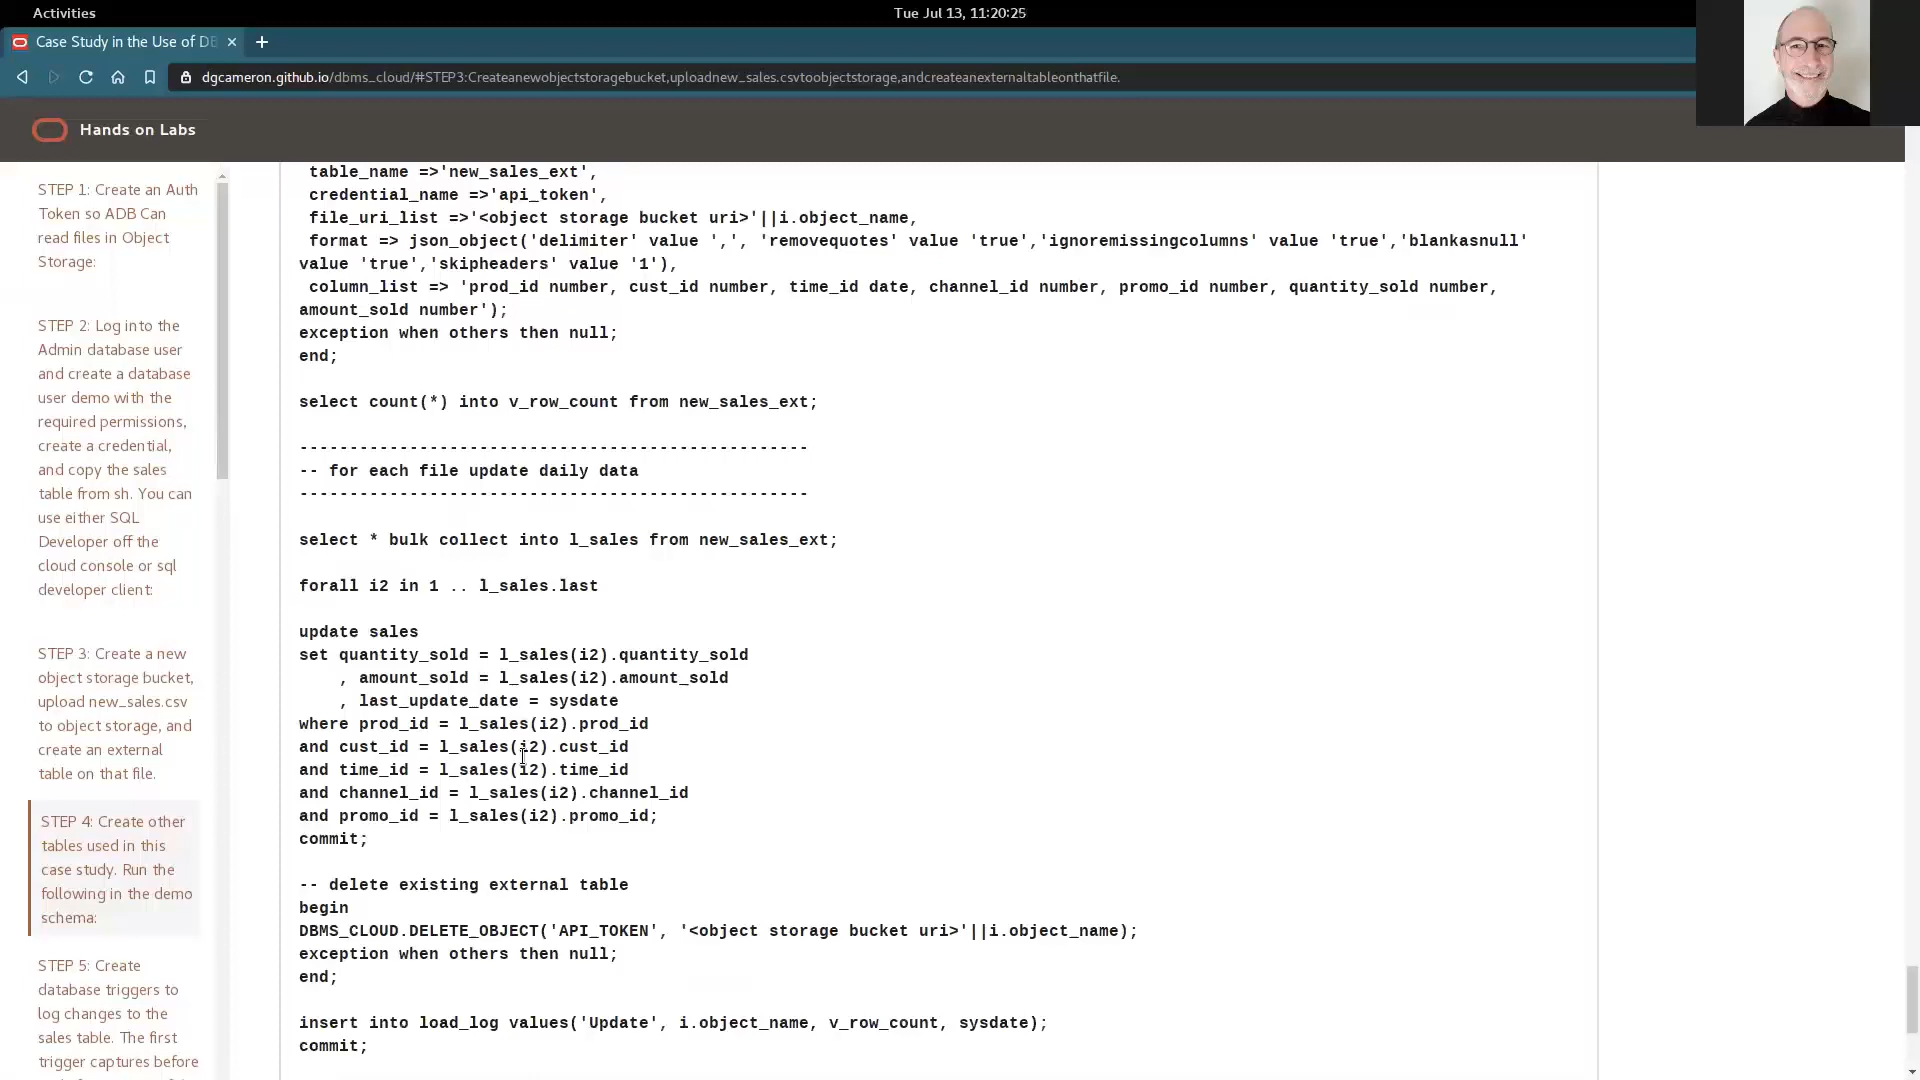 Activities
Tue Jul 13, 11:20:25
Case Study in the Use of DB
dgcameron.github.io/dbms_cloud/#STEP3:Createanewobjectstoragebucket,uploadnew_sales.csvtoobjectstorage,andcreateanexternaltableonthatfile.
Hands on Labs
STEP 1: Create an Auth
Token so ADB Can
read files in Object
Storage:
STEP 2: Log into the
Admin database user
and create a database
user demo with the
required permissions,
create a credential,
and copy the sales
table from sh. You can
use either SQL
Developer off the
cloud console or sql
developer client:
STEP 3: Create a new
object storage bucket,
upload new_sales.csv
to object storage, and
create an external
table on that file.
STEP 4: Create other
tables used in this
case study. Run the
following in the demo
schema:
STEP 5: Create
database triggers to
log changes to the
sales table. The first
trigger captures before
table_name =>'new_sales_ext',
credential_name =>'api_token',
file_uri_list =>'<object storage bucket uri>'||i.object_name,
format => json_object('delimiter' value ',', 'removequotes' value 'true','ignoremissingcolumns' value 'true','blankasnull'
value 'true','skipheaders' value '1'),
column_list => 'prod_id number, cust_id number, time_id date, channel_id number, promo_id number, quantity_sold number,
amount_sold number');
exception when others then null;
end;
select count(*) into v_row_count from new_sales_ext;
---------------------------------------------------
-- for each file update daily data
---------------------------------------------------
select * bulk collect into l_sales from new_sales_ext;
forall i2 in 1 .. l_sales.last
update sales
set quantity_sold = l_sales(i2).quantity_sold
, amount_sold = l_sales(i2).amount_sold
, last_update_date = sysdate
where prod_id = l_sales(i2).prod_id
and cust_id = l_sales(i2).cust_id
and time_id = l_sales(i2).time_id
and channel_id = l_sales(i2).channel_id
and promo_id = l_sales(i2).promo_id;
commit;
-- delete existing external table
begin
DBMS_CLOUD.DELETE_OBJECT('API_TOKEN', '<object storage bucket uri>'||i.object_name);
exception when others then null;
end;
insert into load_log values('Update', i.object_name, v_row_count, sysdate);
commit;